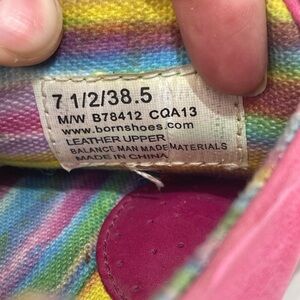 7 1/2/38.5
M/W B78412 CQA13
www.bornshoes.com
LEATHER UPPER
BALANCE MAN MADE MATERIALS
MADE IN CHINA